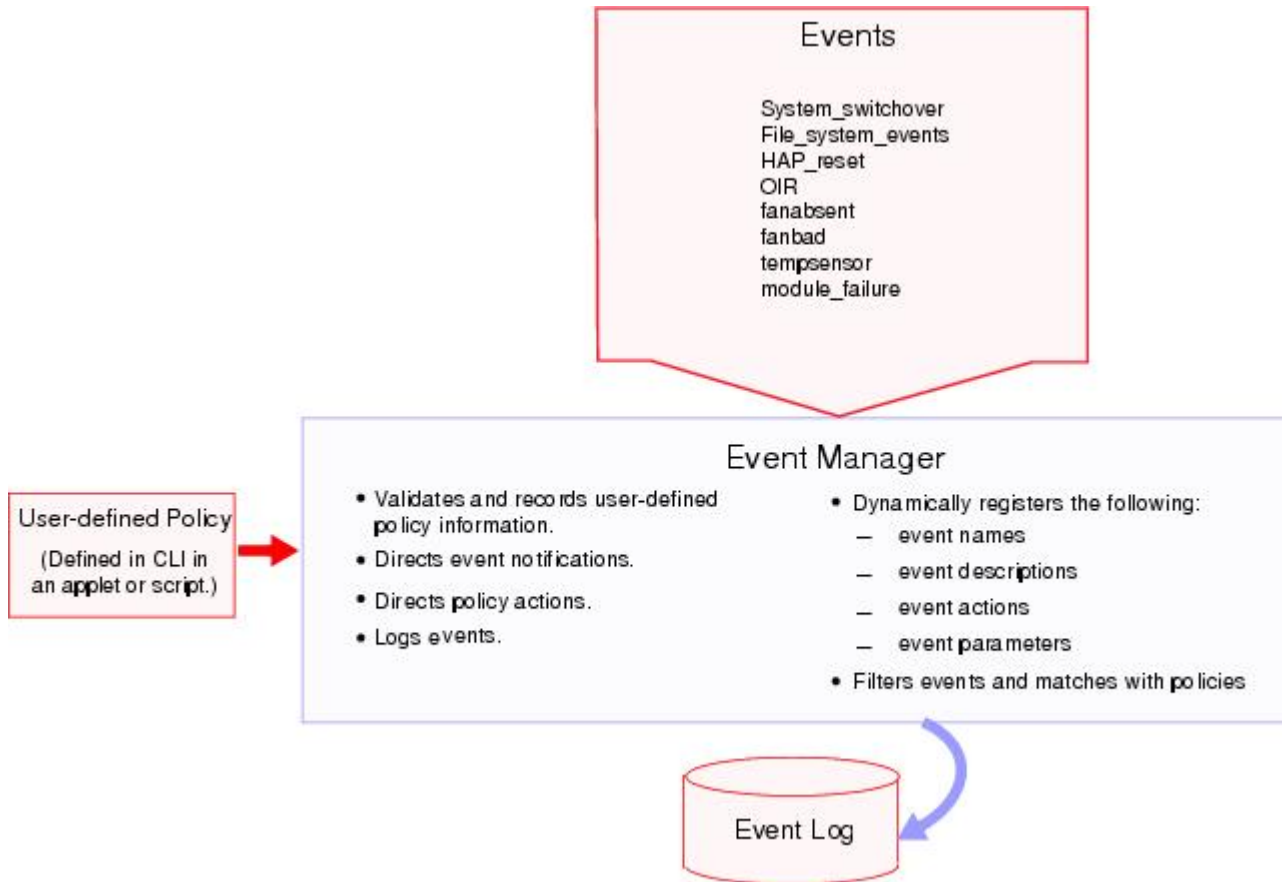 Events
System_switchover
File_system_events
HAP_reset
OIR
fanabsent
fanbad
tempsensor
module_failure
Event Manager
User-defined Policy
(Defined in CLI in
an applet or script.)
• Validates and records user-defined
policy information.
• Directs event notifications.
• Directs policy actions.
• Logs events.
• Dynamically registers the following:
– event names
– event descriptions
– event actions
– event parameters
• Filters events and matches with policies
Event Log